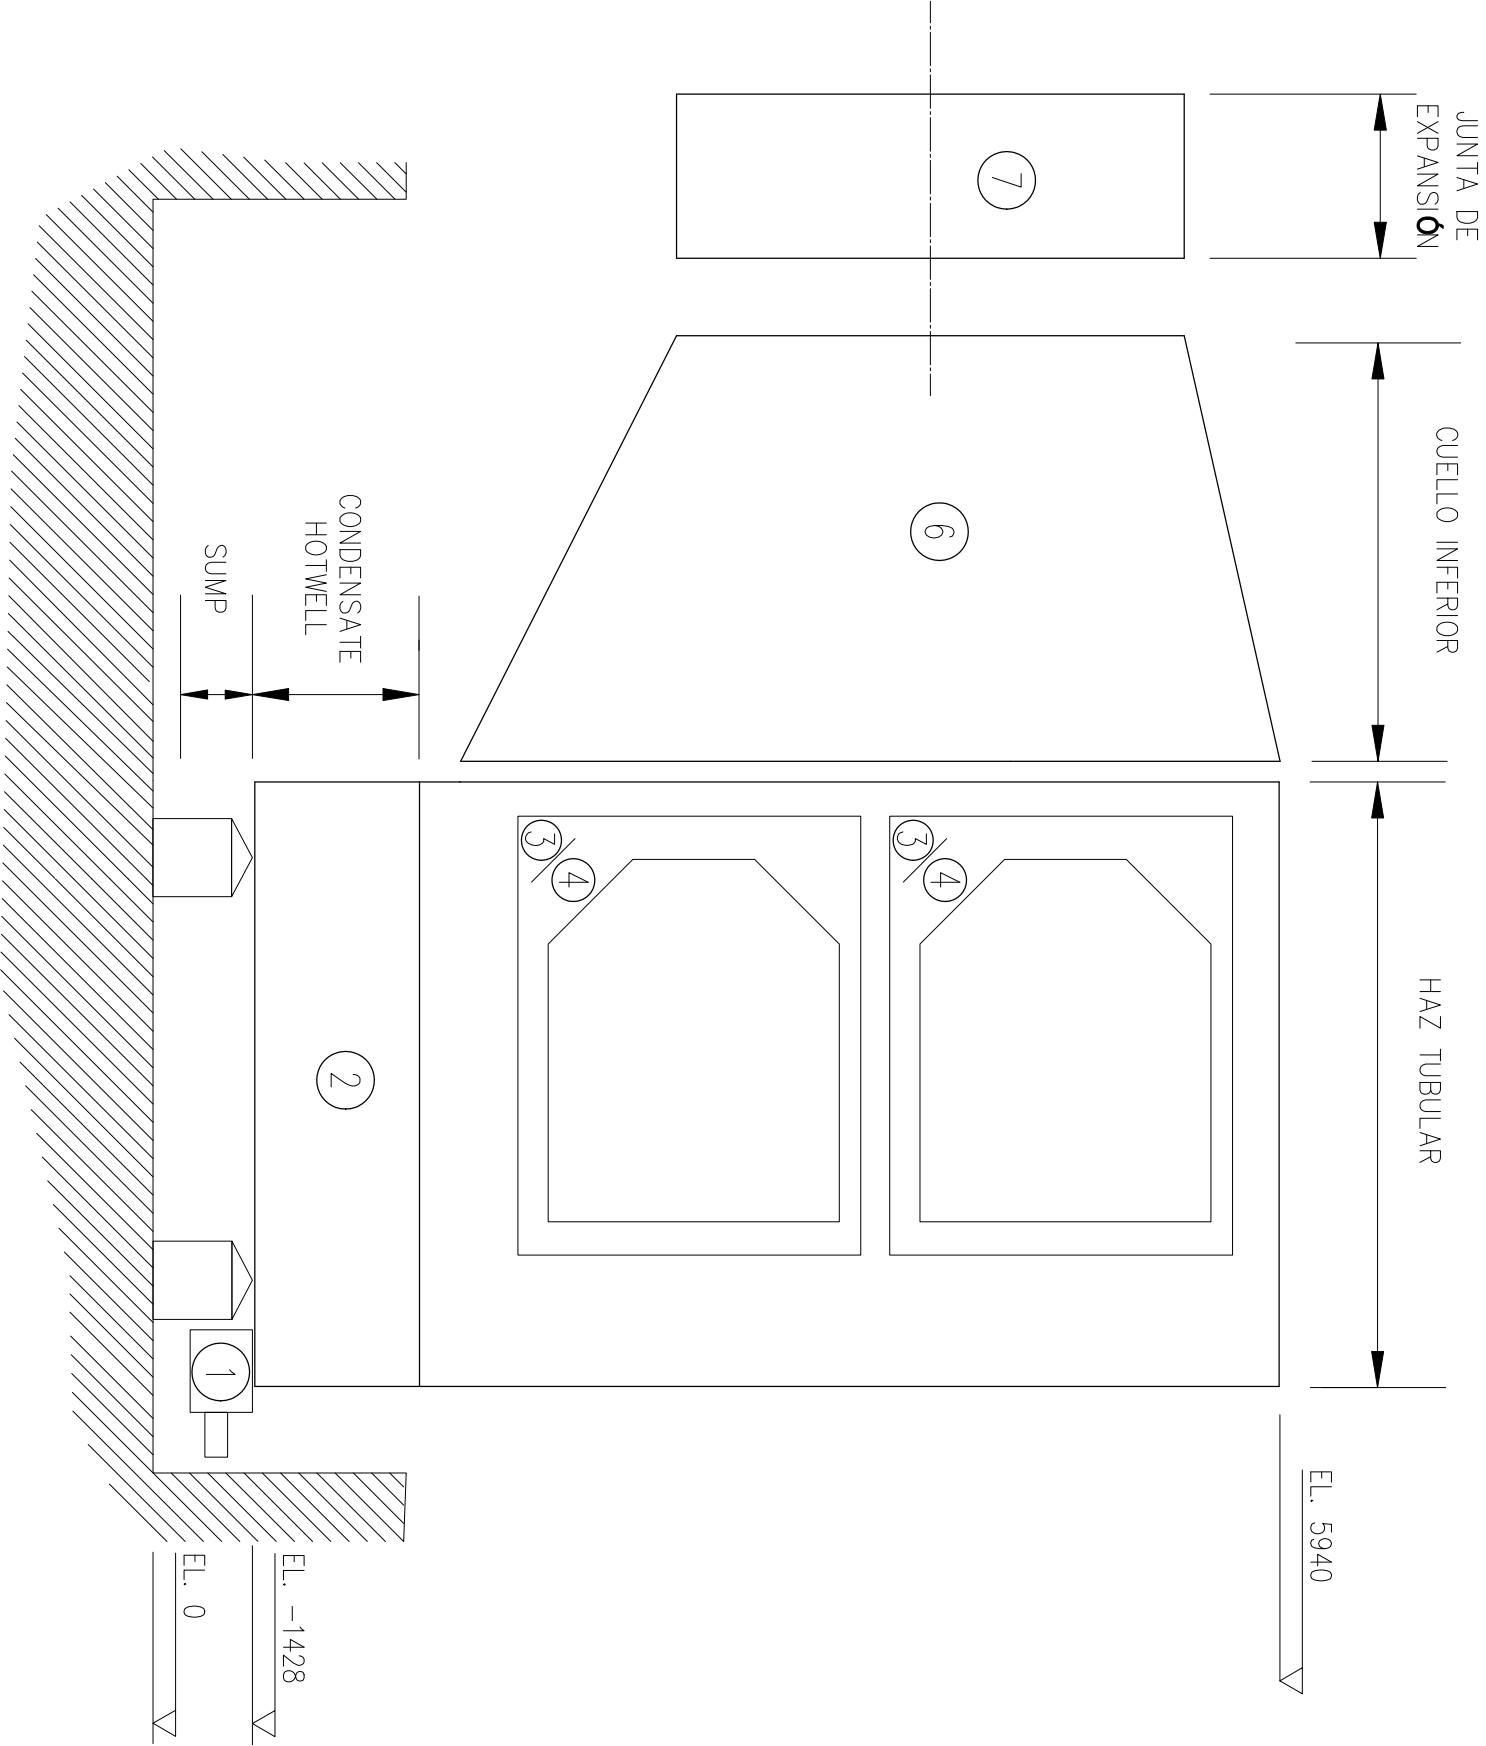 JUNTA DE
EXPANSIÓN
CUELLO INFERIOR
HAZ TUBULAR
EL. 5940
7
6
3
4
3
4
CONDENSATE
HOTWELL
SUMP
2
1
EL. -1428
EL. 0